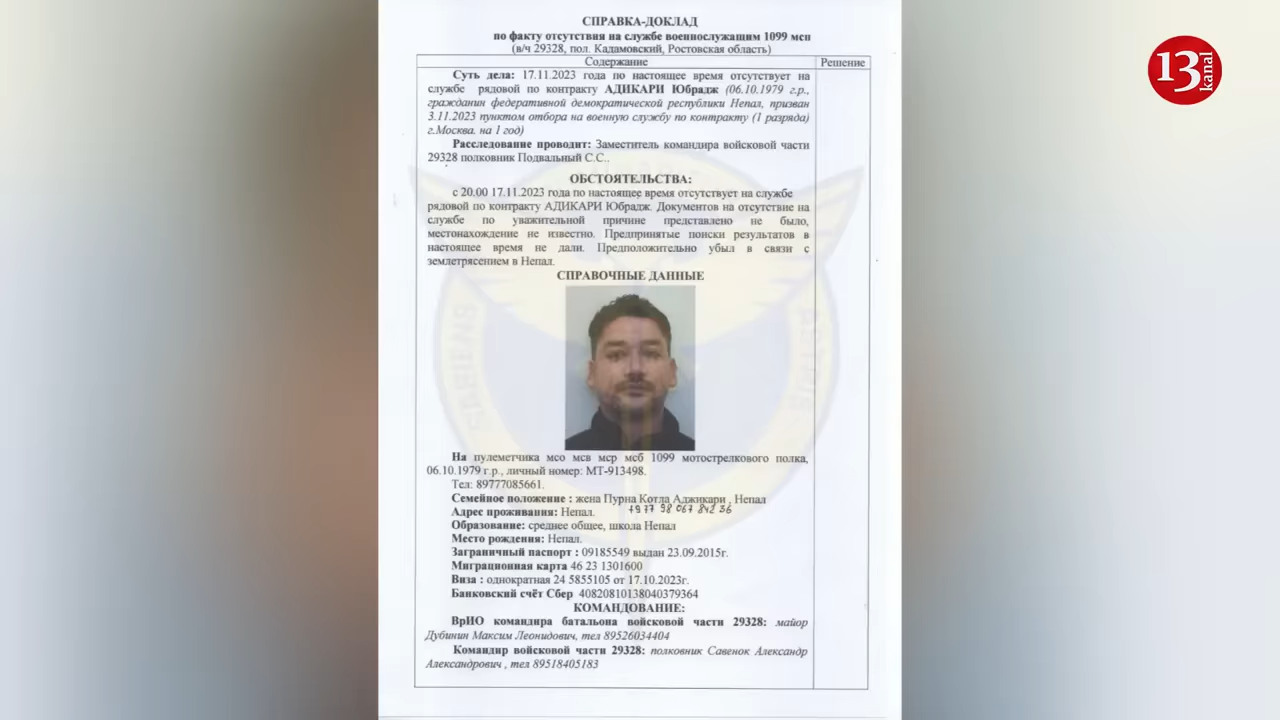 СПРАВКА-ДОКЛАД
по факту отсутствия на службе военнослужащим 1099 мсп
(в/ч 29328, пол. Кадамовский, Ростовская область)
Содержание
Решение
Суть дела: 17.11.2023 года по настоящее время отсутствует на
службе рядовой по контракту АДИКАРИ Юбрадж (06.10.1979 г.р.,
гражданин федеративной демократической республики Непал, призван
3.11.2023 пунктом отбора на военную службу по контракту (1 разряда)
г.Москва. на 1 год)
Расследование проводит: Заместитель командира войсковой части
29328 полковник Подвальный С.С..
ОБСТОЯТЕЛЬСТВА:
с 20.00 17.11.2023 года по настоящее время отсутствует на службе
рядовой по контракту АДИКАРИ Юбрадж. Документов на отсутствие на
службе по уважительной причине представлено не было,
местонахождение не известно. Предпринятые поиски результатов в
настоящее время не дали. Предположительно убыл в связи с
землетрясением в Непал.
СПРАВОЧНЫЕ ДАННЫЕ
На пулеметчика мсо мсв мср мсб 1099 мотострелкового полка,
06.10.1979 г.р., личный номер: МТ-913498.
Тел: 89777085661.
Семейное положение : жена Пурна Котла Аджикари , Непал
Адрес проживания: Непал. +977 98 067 842 36
Образование: среднее общее, школа Непал
Место рождения: Непал.
Заграничный паспорт : 09185549 выдан 23.09.2015г.
Миграционная карта 46 23 1301600
Виза : однократная 24 5855105 от 17.10.2023г.
Банковский счёт Сбер 40820810138040379364
КОМАНДОВАНИЕ:
ВрИО командира батальона войсковой части 29328: майор
Дубинин Максим Леонидович, тел 89526034404
Командир войсковой части 29328: полковник Савенок Александр
Александрович , тел 89518405183
13 kanal